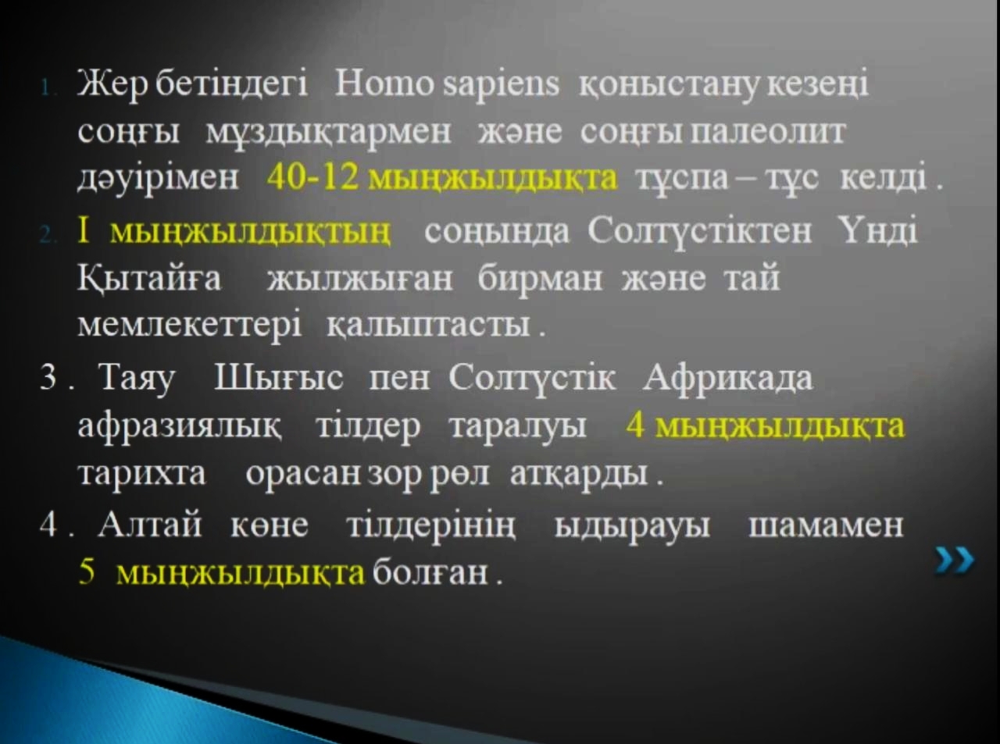 1. Жер бетіндегі Homo sapiens қоныстану кезеңі
соңғы мұздықтармен және соңғы палеолит
дәуірімен 40-12 мыңжылдықта тұспа – тұс келді .
2. І мыңжылдықтың соңында Солтүстіктен Үнді
Қытайға жылжыған бирман және тай
мемлекеттері қалыптасты .
3 . Таяу Шығыс пен Солтүстік Африкада
афразиялық тілдер таралуы 4 мыңжылдықта
тарихта орасан зор рөл атқарды .
4 . Алтай көне тілдерінің ыдырауы шамамен
5 мыңжылдықта болған .